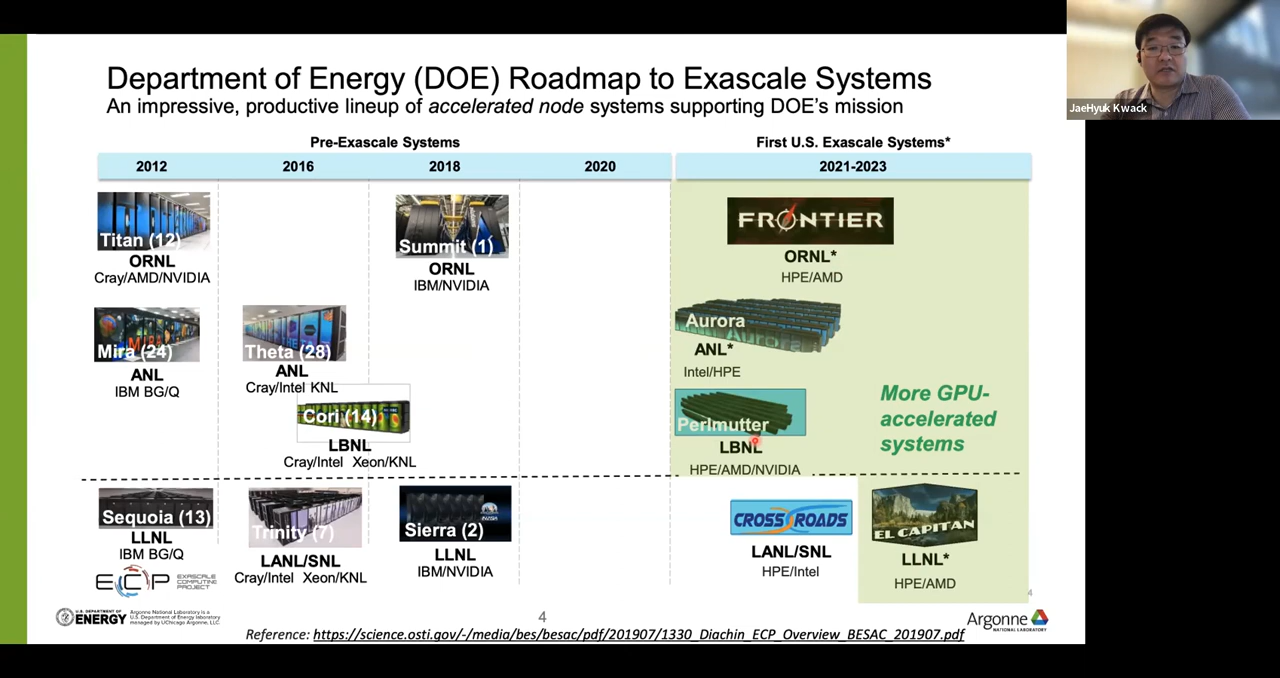 Department of Energy (DOE) Roadmap to Exascale Systems
An impressive, productive lineup of accelerated node systems supporting DOE's mission
JaeHyuk Kwack
Pre-Exascale Systems
First U.S. Exascale Systems*
2012
2016
2018
2020
2021-2023
Titan (12)
ORNL
Cray/AMD/NVIDIA
Summit (1)
ORNL
IBM/NVIDIA
FRONTIER
ORNL*
HPE/AMD
MIRA
Mira (24)
ANL
IBM BG/Q
THETA
Theta (28)
ANL
Cray/Intel KNL
Aurora
Aurora
ANL*
Intel/HPE
Cori (14)
LBNL
Cray/Intel Xeon/KNL
Perlmutter
LBNL
HPE/AMD/NVIDIA
More GPU-
accelerated
systems
Sequoia (13)
LLNL
IBM BG/Q
Trinity (7)
LANL/SNL
Cray/Intel Xeon/KNL
Sierra (2)
LLNL
IBM/NVIDIA
CROSSROADS
LANL/SNL
HPE/Intel
EL CAPITAN
LLNL*
HPE/AMD
ECP
EXASCALE
COMPUTING
PROJECT
4
U.S. DEPARTMENT OF
ENERGY
Argonne National Laboratory is a
U.S. Department of Energy laboratory
managed by UChicago Argonne, LLC.
4
Argonne
NATIONAL LABORATORY
Reference: https://science.osti.gov/-/media/bes/besac/pdf/201907/1330_Diachin_ECP_Overview_BESAC_201907.pdf